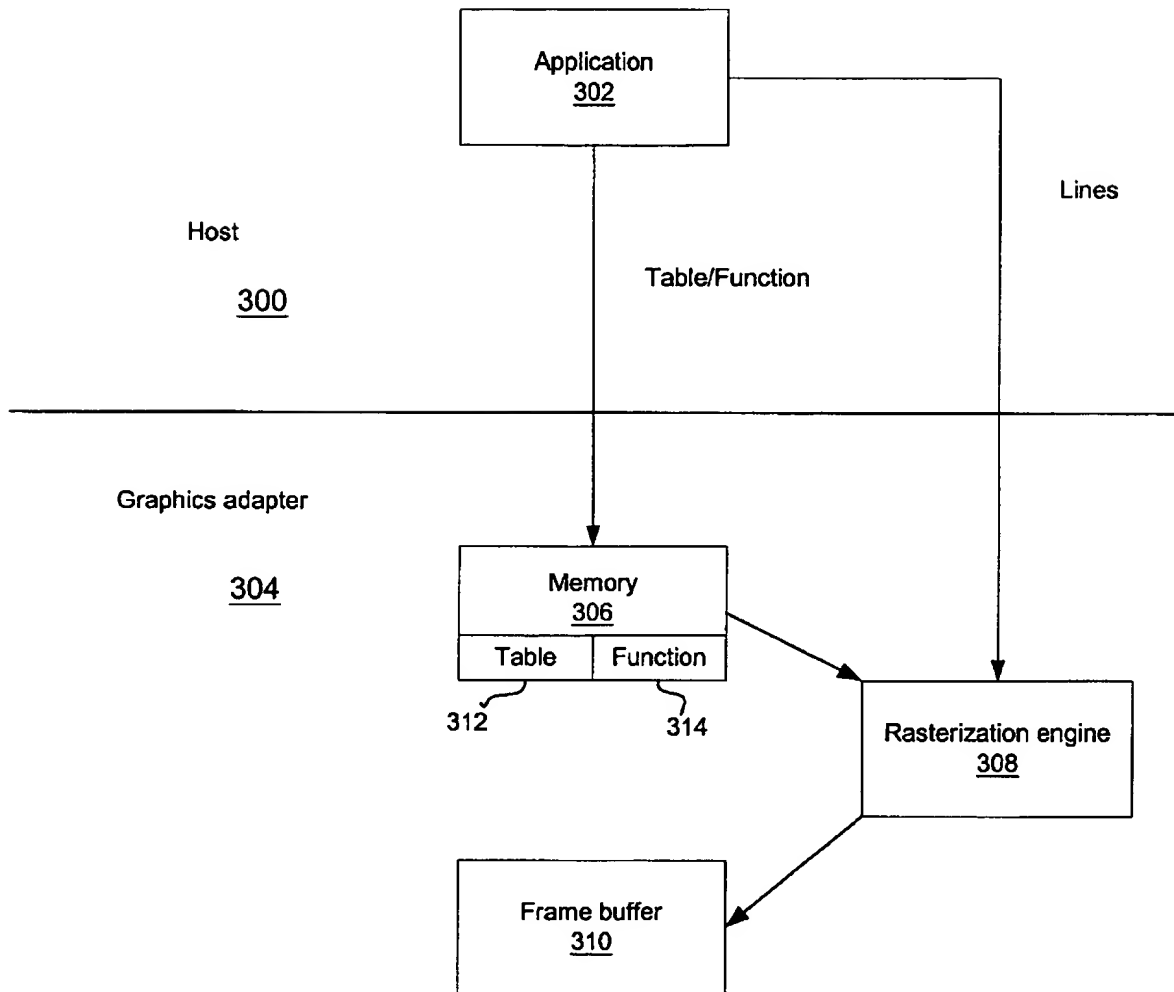 Application
302
Lines
Host
Table/Function
300
Graphics adapter
304
Memory
306
Table
Function
312
314
Rasterization engine
308
Frame buffer
310